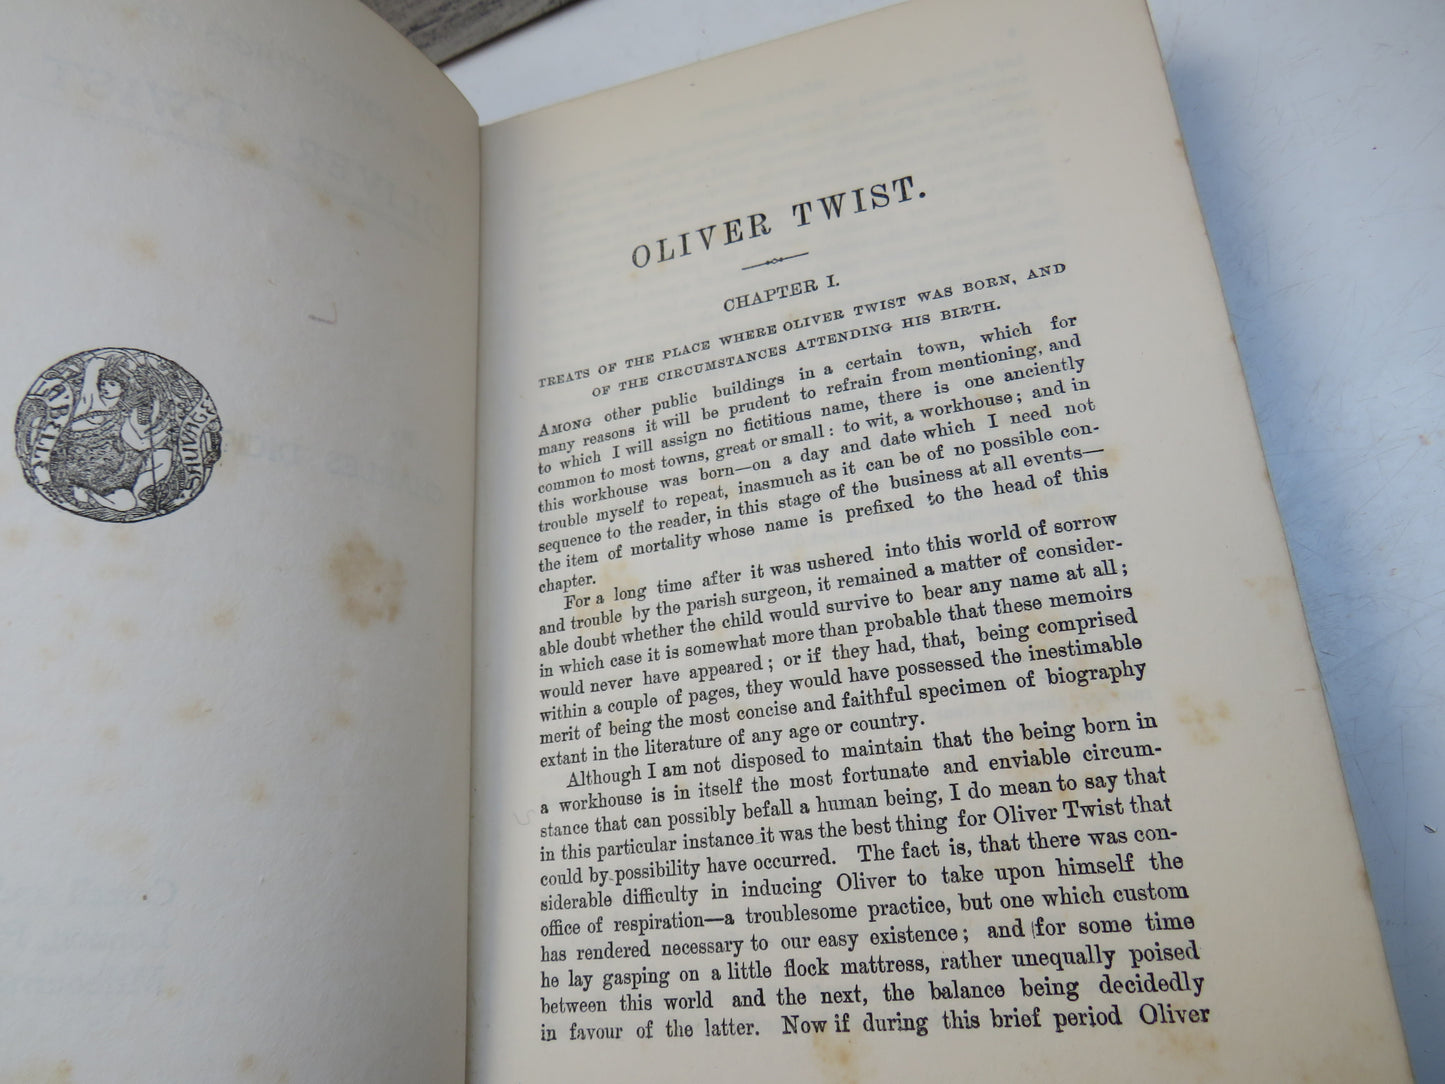 OLIVER TWIST.
CHAPTER I.
TREATS OF THE PLACE WHERE OLIVER TWIST WAS BORN, AND
OF THE CIRCUMSTANCES ATTENDING HIS BIRTH.
AMONG other public buildings in a certain town, which for
many reasons it will be prudent to refrain from mentioning, and
to which I will assign no fictitious name, there is one anciently
common to most towns, great or small: to wit, a workhouse; and in
this workhouse was born—on a day and date which I need not
trouble myself to repeat, inasmuch as it can be of no possible con-
sequence to the reader, in this stage of the business at all events—
the item of mortality whose name is prefixed to the head of this
chapter.
For a long time after it was ushered into this world of sorrow
and trouble by the parish surgeon, it remained a matter of consider-
able doubt whether the child would survive to bear any name at all;
in which case it is somewhat more than probable that these memoirs
would never have appeared; or if they had, that, being comprised
within a couple of pages, they would have possessed the inestimable
merit of being the most concise and faithful specimen of biography
extant in the literature of any age or country.
Although I am not disposed to maintain that the being born in
a workhouse is in itself the most fortunate and enviable circum-
stance that can possibly befall a human being, I do mean to say that
in this particular instance it was the best thing for Oliver Twist that
could by possibility have occurred. The fact is, that there was con-
siderable difficulty in inducing Oliver to take upon himself the
office of respiration—a troublesome practice, but one which custom
has rendered necessary to our easy existence; and for some time
he lay gasping on a little flock mattress, rather unequally poised
between this world and the next, the balance being decidedly
in favour of the latter. Now if during this brief period Oliver